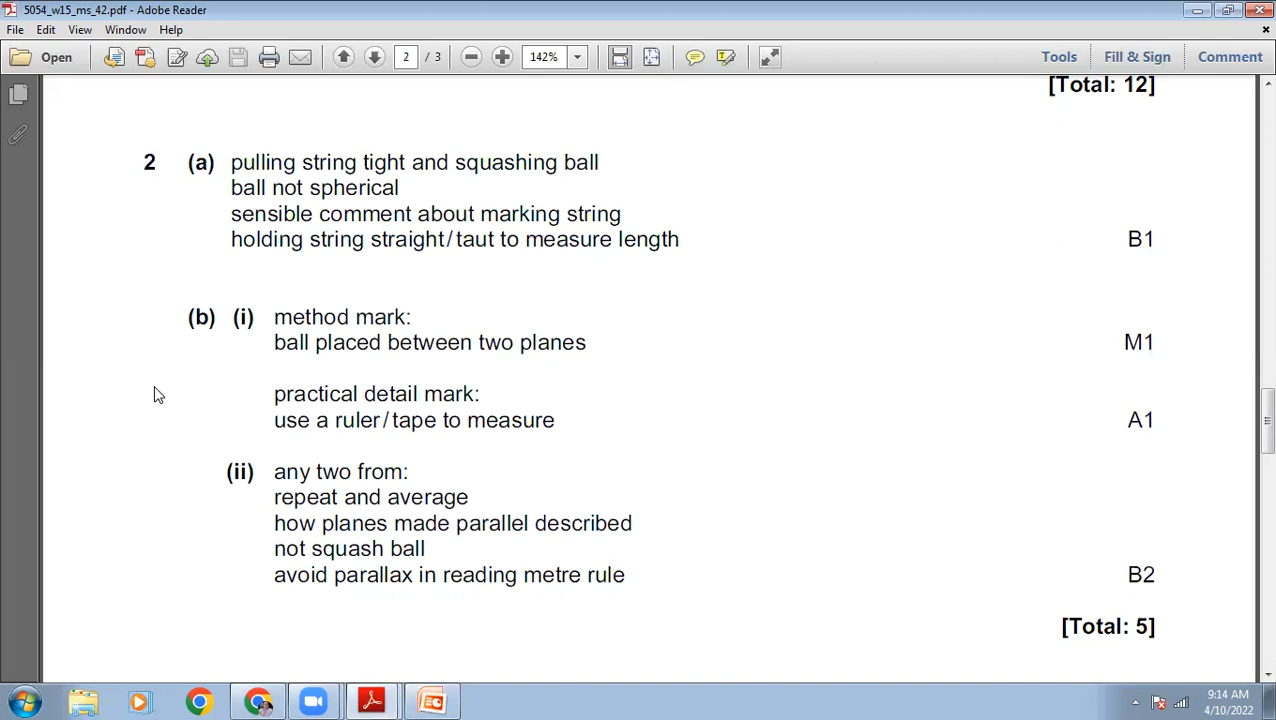 5054_w15_ms_42.pdf - Adobe Reader
File Edit View Window Help
Open 2 / 3 142% Tools Fill & Sign Comment
[Total: 12]
2 (a) pulling string tight and squashing ball
ball not spherical
sensible comment about marking string
holding string straight/taut to measure length B1
(b) (i) method mark:
ball placed between two planes M1
practical detail mark:
use a ruler/tape to measure A1
(ii) any two from:
repeat and average
how planes made parallel described
not squash ball
avoid parallax in reading metre rule B2
[Total: 5]
9:14 AM
4/10/2022